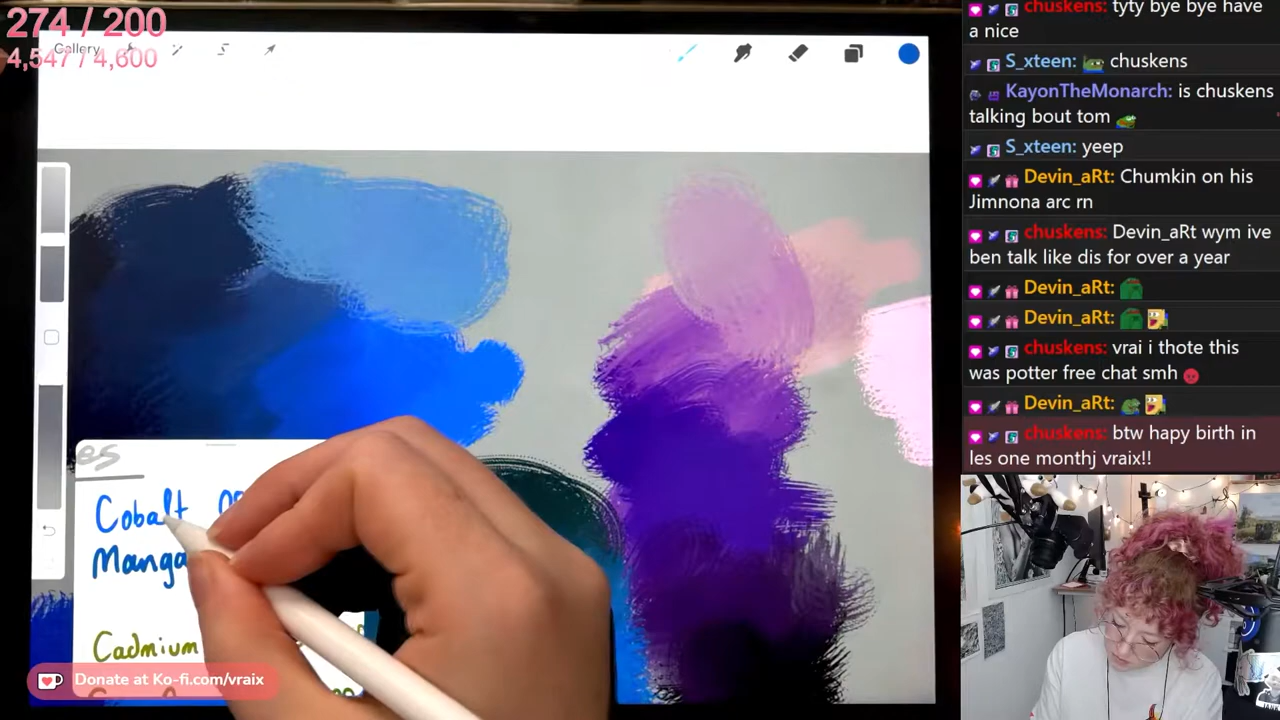 274 / 200
4,547 / 4,600
Gallery
es
Cobalt
Manga
Cadmium
Donate at Ko-fi.com/vraix
chuskens: tyty bye bye have
a nice
S_xteen: chuskens
KayonTheMonarch: is chuskens
talking bout tom
S_xteen: yeep
Devin_aRt: Chumkin on his
Jimnona arc rn
chuskens: Devin_aRt wym ive
ben talk like dis for over a year
Devin_aRt:
Devin_aRt:
chuskens: vrai i thote this
was potter free chat smh
Devin_aRt:
chuskens: btw hapy birth in
les one monthj vraix!!